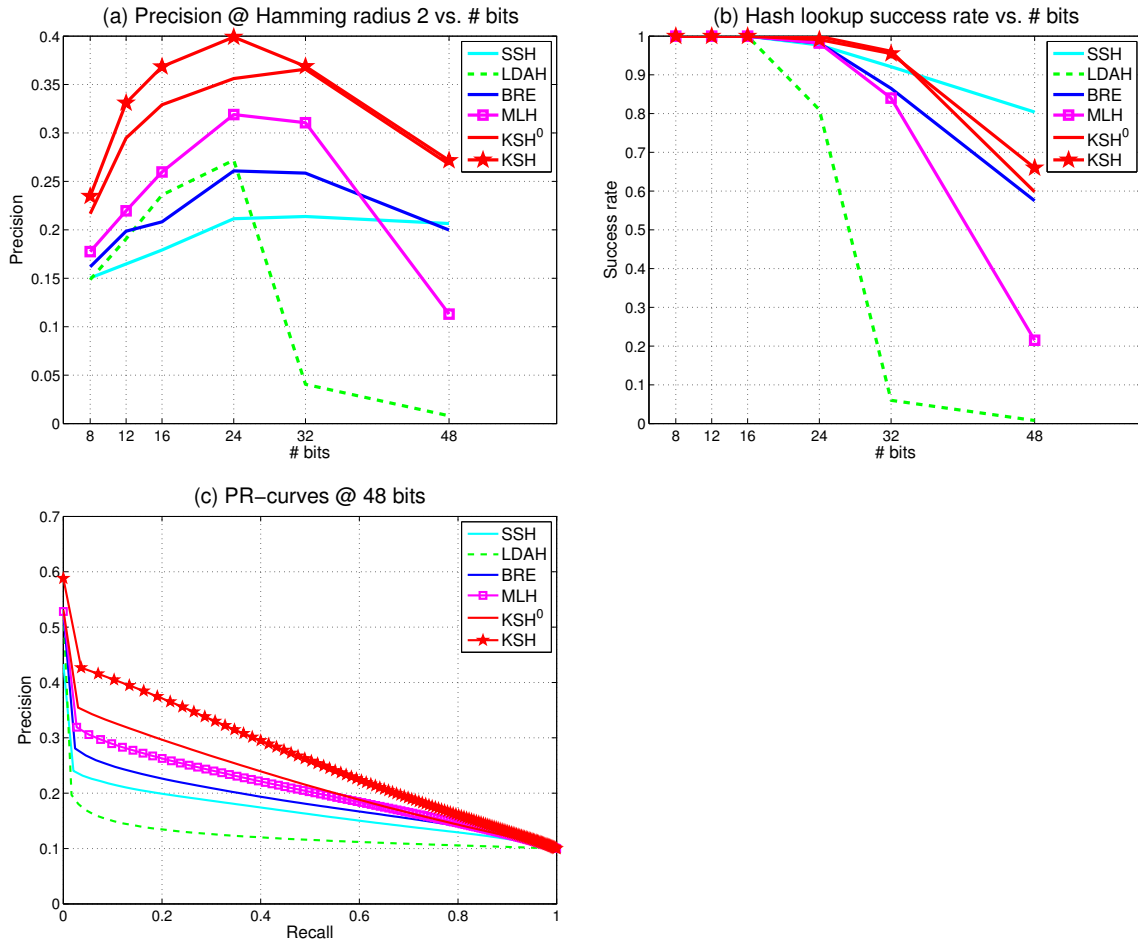 (a) Precision @ Hamming radius 2 vs. # bits
0.4
0.35
0.3
0.25
0.2
0.15
0.1
0.05
0
Precision
8 12 16 24 32 48
# bits
SSH
LDAH
BRE
MLH
KSH⁰
KSH
(b) Hash lookup success rate vs. # bits
1
0.9
0.8
0.7
0.6
0.5
0.4
0.3
0.2
0.1
0
Success rate
8 12 16 24 32 48
# bits
SSH
LDAH
BRE
MLH
KSH⁰
KSH
(c) PR−curves @ 48 bits
0.7
0.6
0.5
0.4
0.3
0.2
0.1
0
Precision
0 0.2 0.4 0.6 0.8 1
Recall
SSH
LDAH
BRE
MLH
KSH⁰
KSH